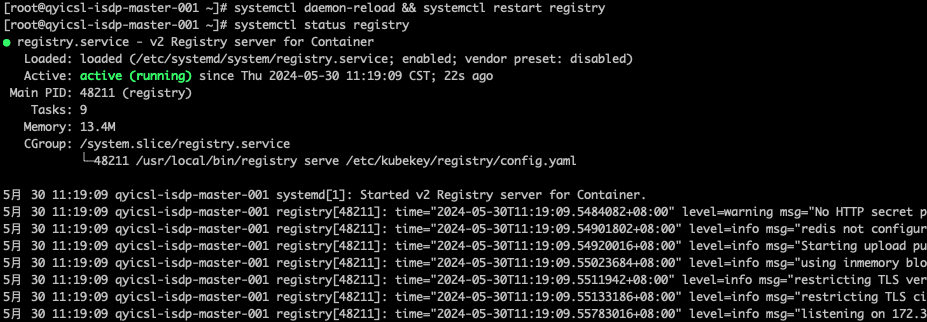 [root@qyicsl-isdp-master-001 ~]# systemctl daemon-reload && systemctl restart registry
[root@qyicsl-isdp-master-001 ~]# systemctl status registry
● registry.service - v2 Registry server for Container
Loaded: loaded (/etc/systemd/system/registry.service; enabled; vendor preset: disabled)
Active: active (running) since Thu 2024-05-30 11:19:09 CST; 22s ago
Main PID: 48211 (registry)
Tasks: 9
Memory: 13.4M
CGroup: /system.slice/registry.service
└─48211 /usr/local/bin/registry serve /etc/kubekey/registry/config.yaml
5月 30 11:19:09 qyicsl-isdp-master-001 systemd[1]: Started v2 Registry server for Container.
5月 30 11:19:09 qyicsl-isdp-master-001 registry[48211]: time="2024-05-30T11:19:09.5484082+08:00" level=warning msg="No HTTP secret p
5月 30 11:19:09 qyicsl-isdp-master-001 registry[48211]: time="2024-05-30T11:19:09.54901802+08:00" level=info msg="redis not configur
5月 30 11:19:09 qyicsl-isdp-master-001 registry[48211]: time="2024-05-30T11:19:09.54920016+08:00" level=info msg="Starting upload pu
5月 30 11:19:09 qyicsl-isdp-master-001 registry[48211]: time="2024-05-30T11:19:09.55023684+08:00" level=info msg="using inmemory blo
5月 30 11:19:09 qyicsl-isdp-master-001 registry[48211]: time="2024-05-30T11:19:09.5511942+08:00" level=info msg="restricting TLS ver
5月 30 11:19:09 qyicsl-isdp-master-001 registry[48211]: time="2024-05-30T11:19:09.55133186+08:00" level=info msg="restricting TLS ci
5月 30 11:19:09 qyicsl-isdp-master-001 registry[48211]: time="2024-05-30T11:19:09.55783016+08:00" level=info msg="listening on 172.3